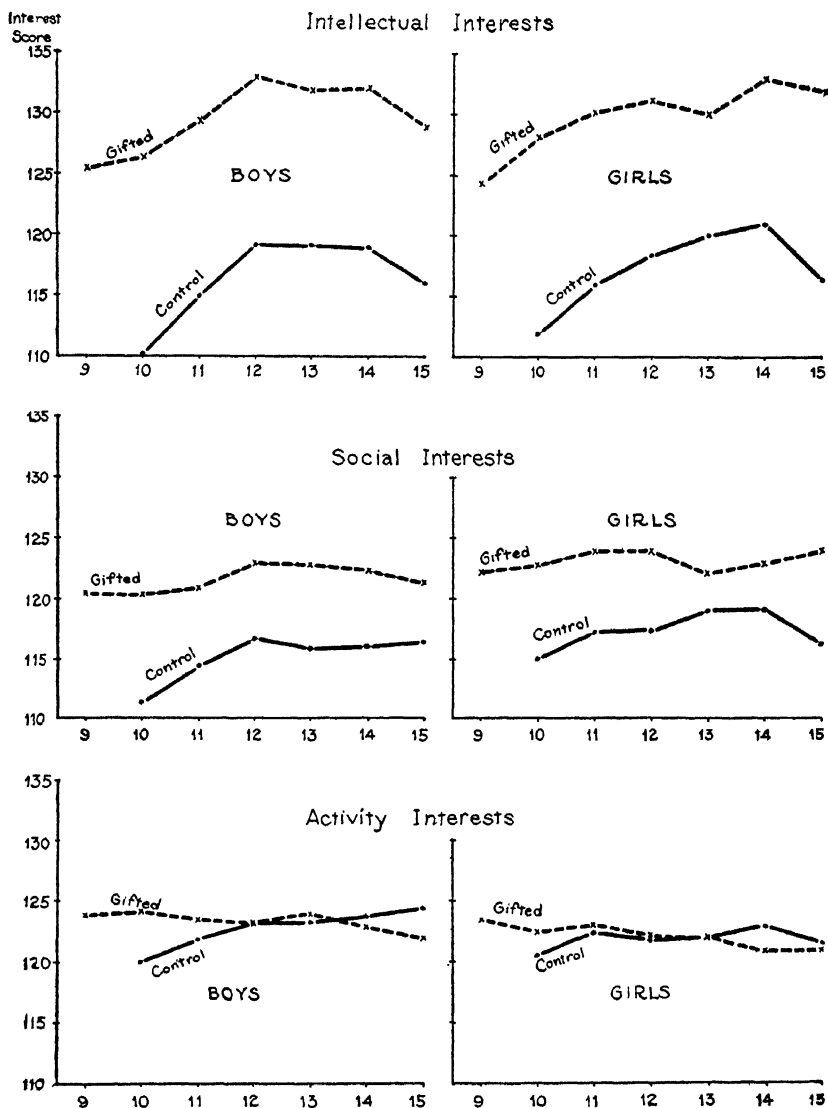 Interest
Score
Intellectual Interests
135
130
125
120
115
110
Gifted
BOYS
Control
9 10 11 12 13 14 15
Gifted
GIRLS
Control
9 10 11 12 13 14 15
Social Interests
135
130
125
120
115
110
BOYS
Gifted
Control
9 10 11 12 13 14 15
GIRLS
Gifted
Control
9 10 11 12 13 14 15
Activity Interests
135
130
125
120
115
110
Gifted
Control
BOYS
9 10 11 12 13 14 15
Gifted
Control
GIRLS
9 10 11 12 13 14 15